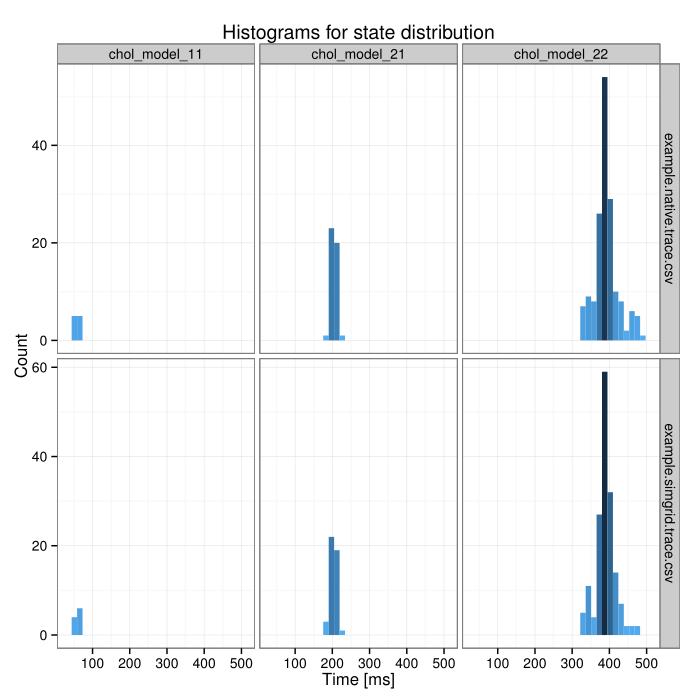 Histograms for state distribution
chol_model_11 chol_model_21 chol_model_22
Count
40
20
0
example.native.trace.csv
60
40
20
0
example.simgrid.trace.csv
100 200 300 400 500 100 200 300 400 500 100 200 300 400 500
Time [ms]